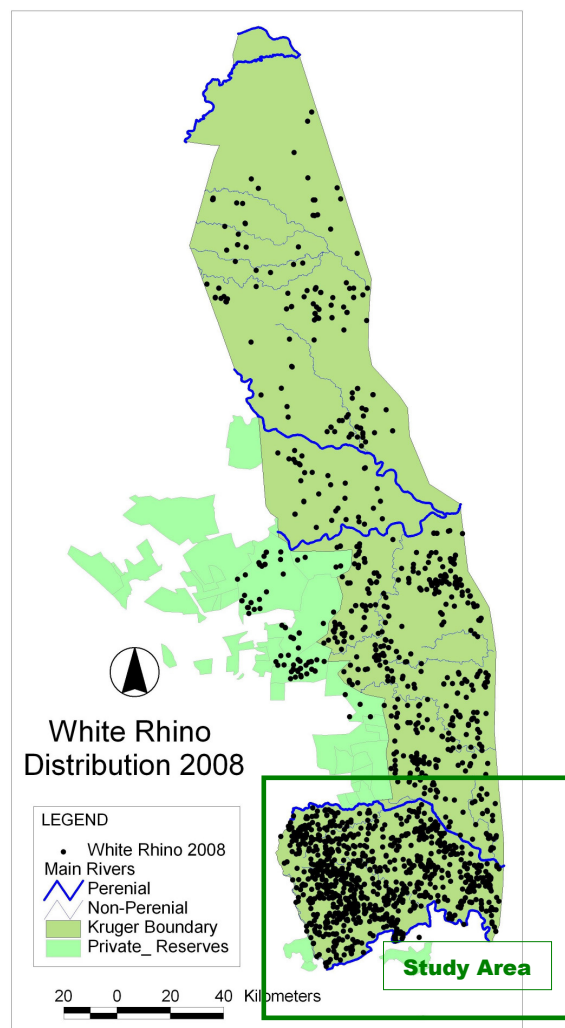 White Rhino
Distribution 2008
LEGEND
White Rhino 2008
Main Rivers
Perenial
Non-Perenial
Kruger Boundary
Private_ Reserves
Study Area
20 0 20 40 Kilometers